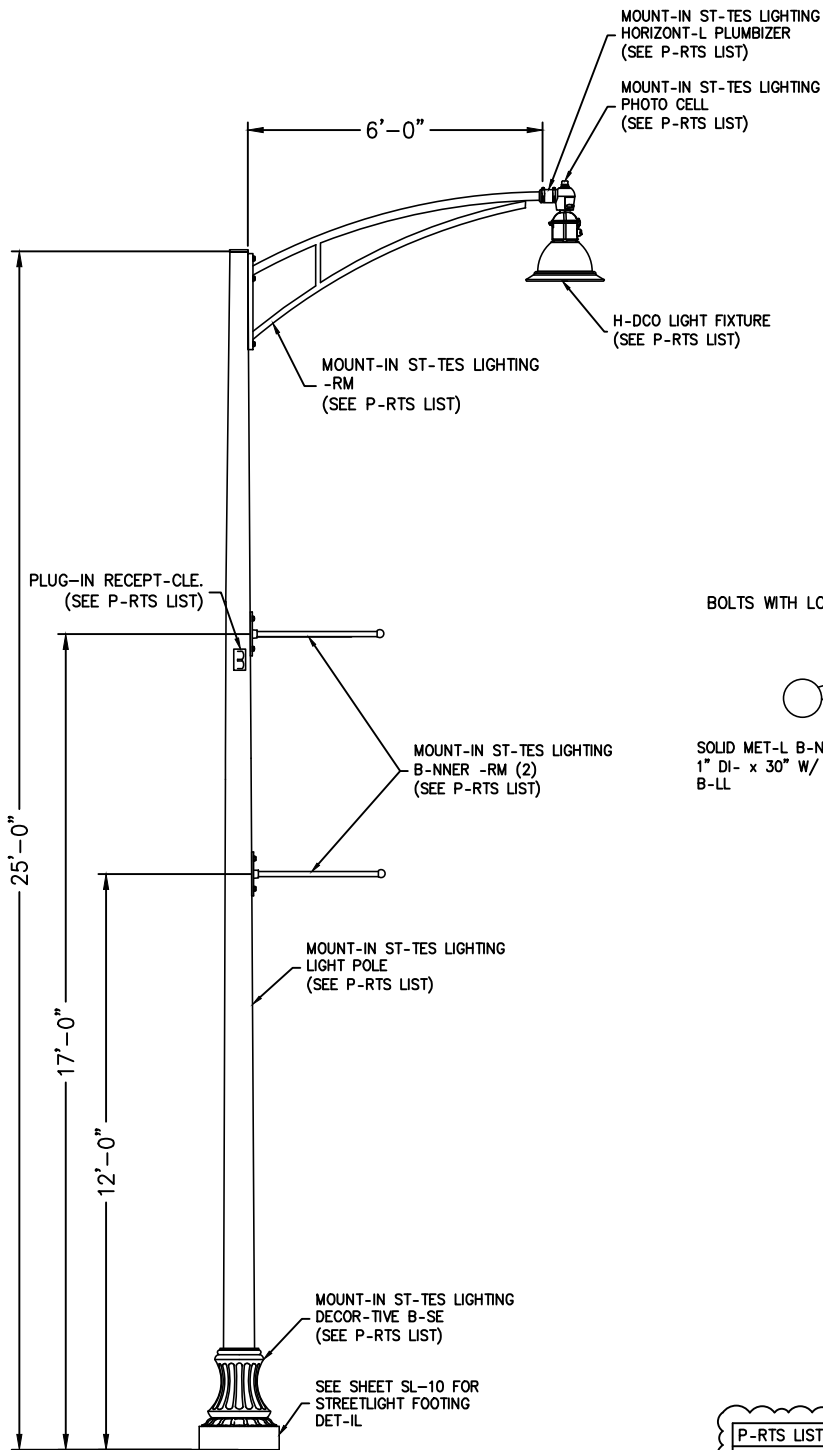 MOUNT-IN ST-TES LIGHTING
HORIZONT-L PLUMBIZER
(SEE P-RTS LIST)
MOUNT-IN ST-TES LIGHTING
PHOTO CELL
(SEE P-RTS LIST)
6'-0"
H-DCO LIGHT FIXTURE
(SEE P-RTS LIST)
MOUNT-IN ST-TES LIGHTING
-RM
(SEE P-RTS LIST)
PLUG-IN RECEPT-CLE.
(SEE P-RTS LIST)
BOLTS WITH LO
MOUNT-IN ST-TES LIGHTING
B-NNER -RM (2)
(SEE P-RTS LIST)
SOLID MET-L B-N
1" DI- x 30" W/
B-LL
25'-0"
17'-0"
12'-0"
MOUNT-IN ST-TES LIGHTING
LIGHT POLE
(SEE P-RTS LIST)
MOUNT-IN ST-TES LIGHTING
DECOR-TIVE B-SE
(SEE P-RTS LIST)
SEE SHEET SL-10 FOR
STREETLIGHT FOOTING
DET-IL
P-RTS LIST